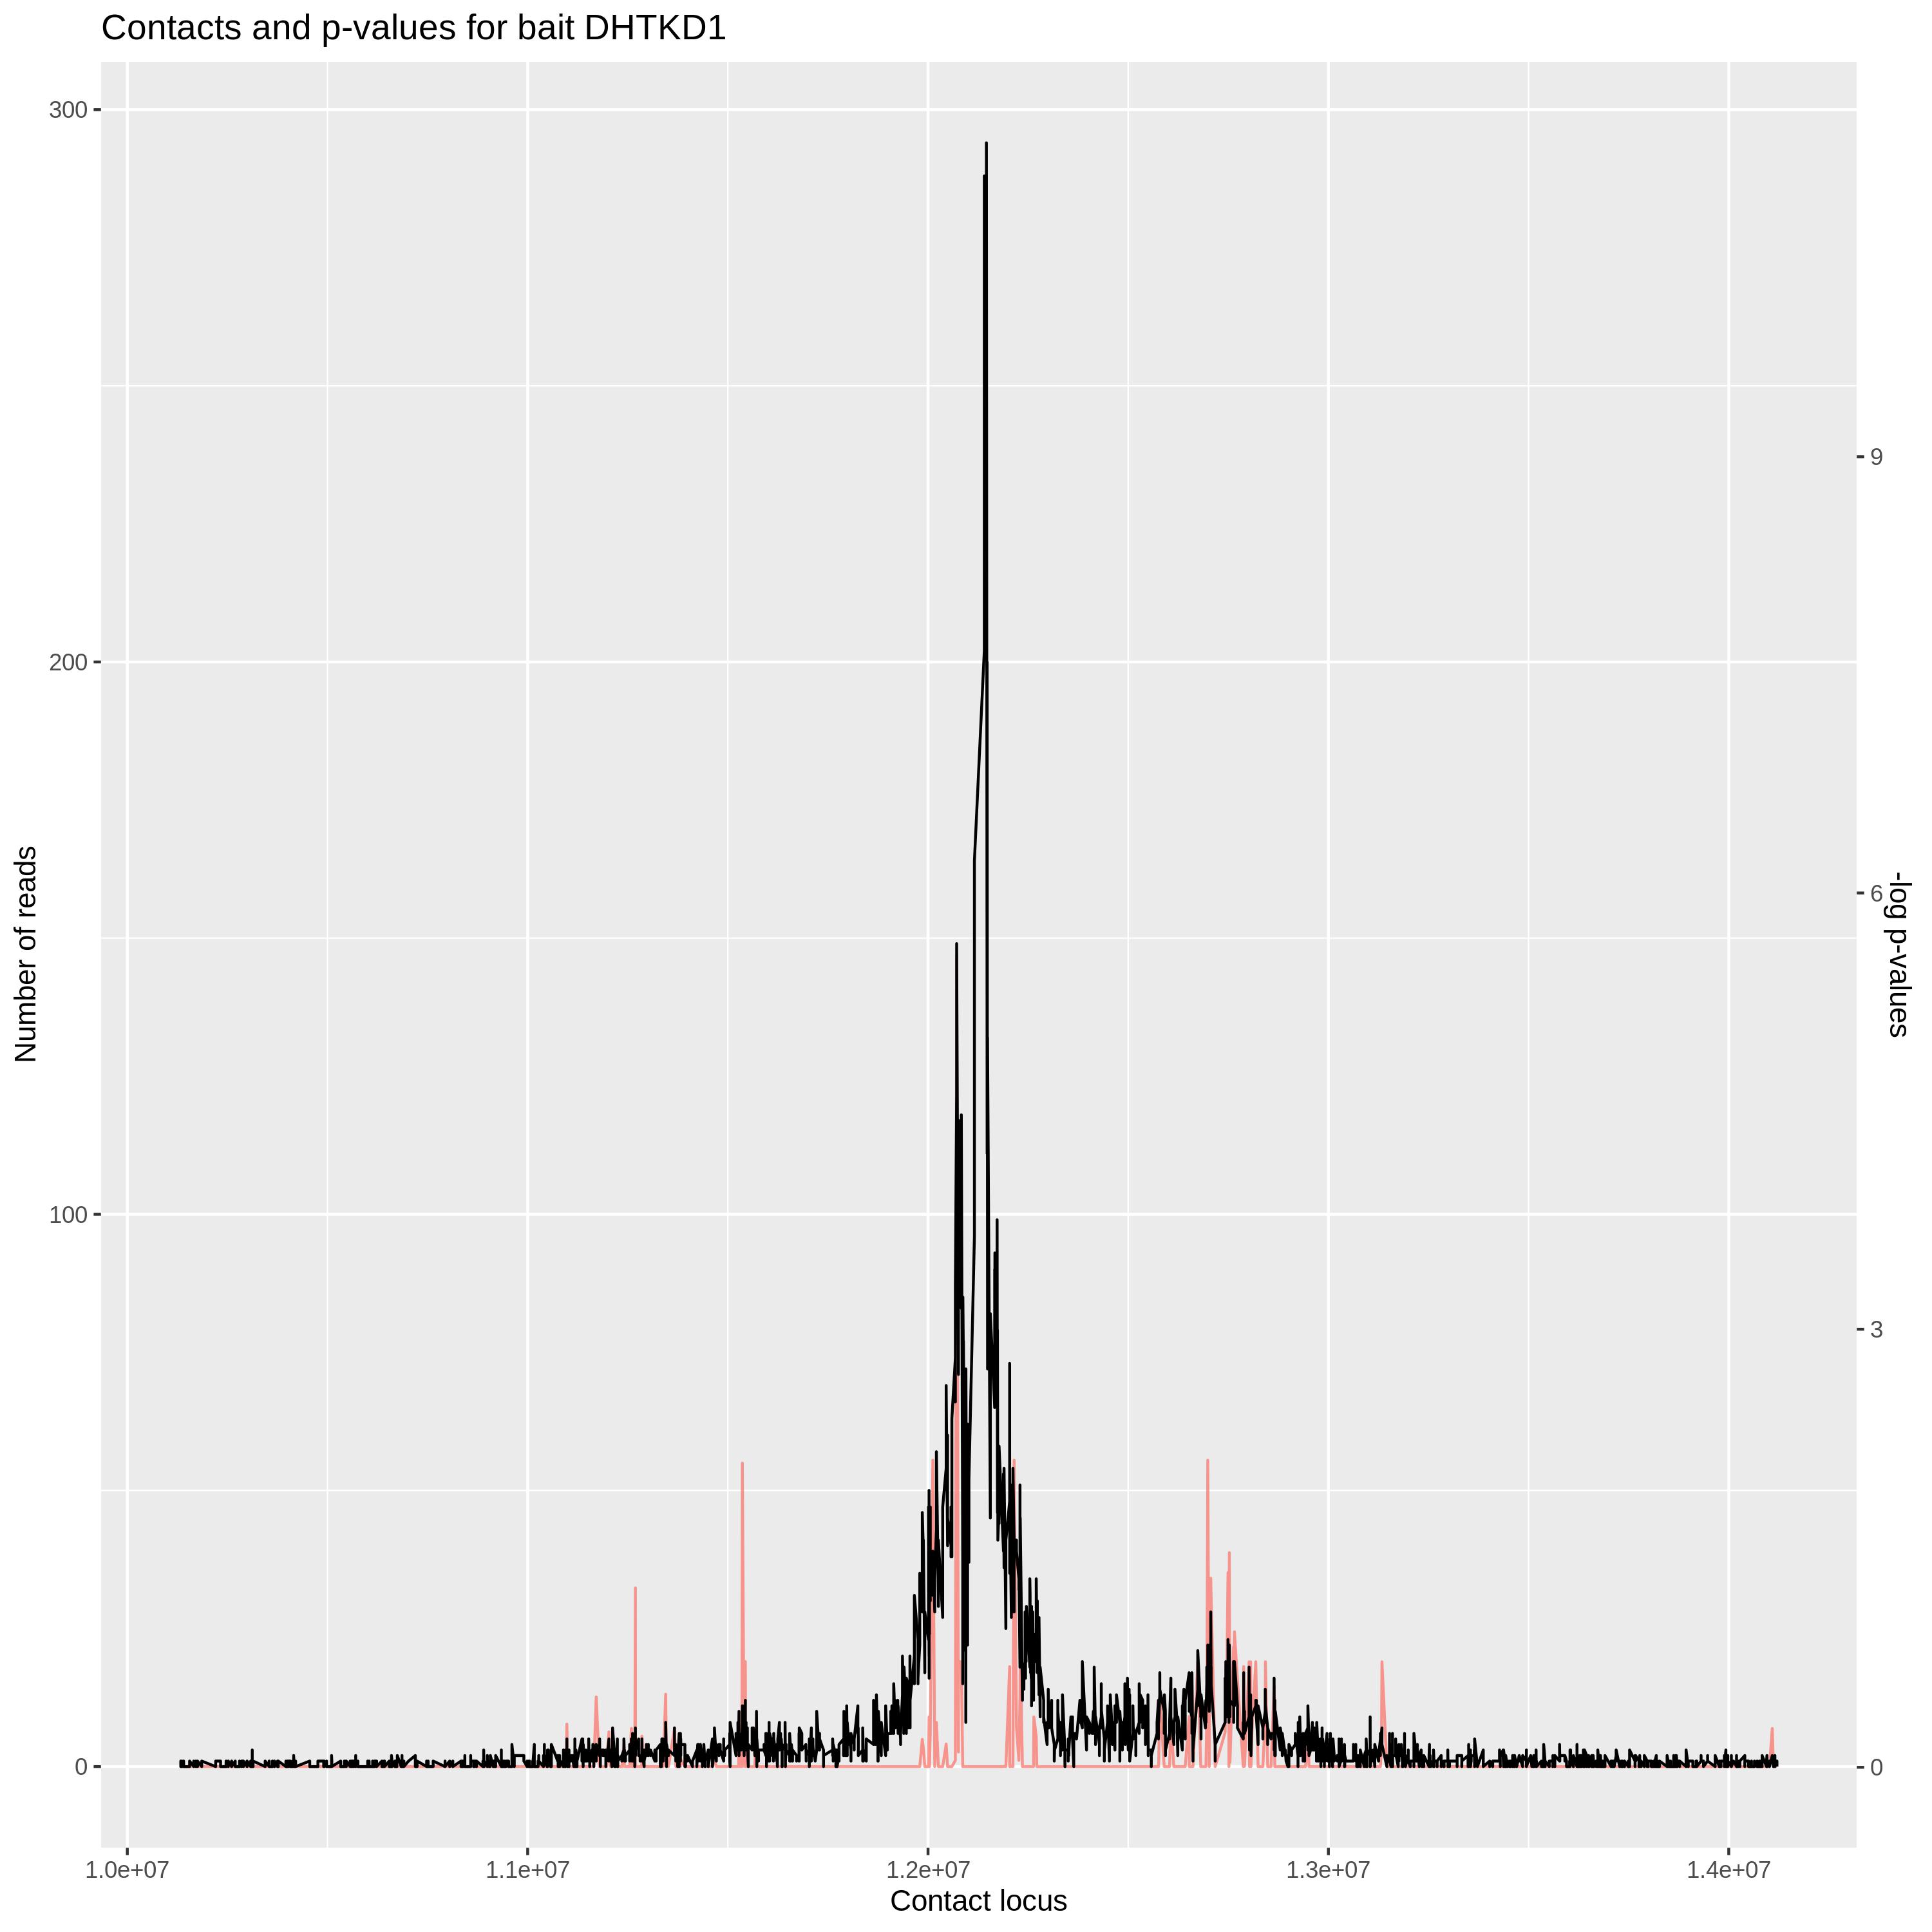 Contacts and p-values for bait DHTKD1
300
200
100
0
Number of reads
9
6
3
0
-log p-values
1.0e+07
1.1e+07
1.2e+07
1.3e+07
1.4e+07
Contact locus